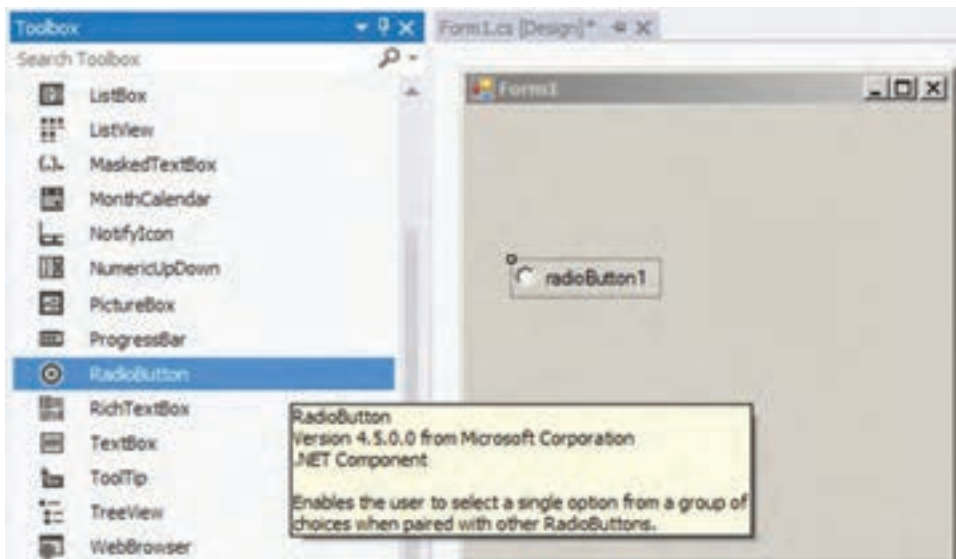 Toolbox
Form1.cs [Design]*
Search Toolbox
Form1
ListBox
ListView
MaskedTextBox
MonthCalendar
NotifyIcon
NumericUpDown
PictureBox
ProgressBar
RadioButton
RichTextBox
TextBox
ToolTip
TreeView
WebBrowser
radioButton1
RadioButton
Version 4.5.0.0 from Microsoft Corporation
.NET Component
Enables the user to select a single option from a group of
choices when paired with other RadioButtons.